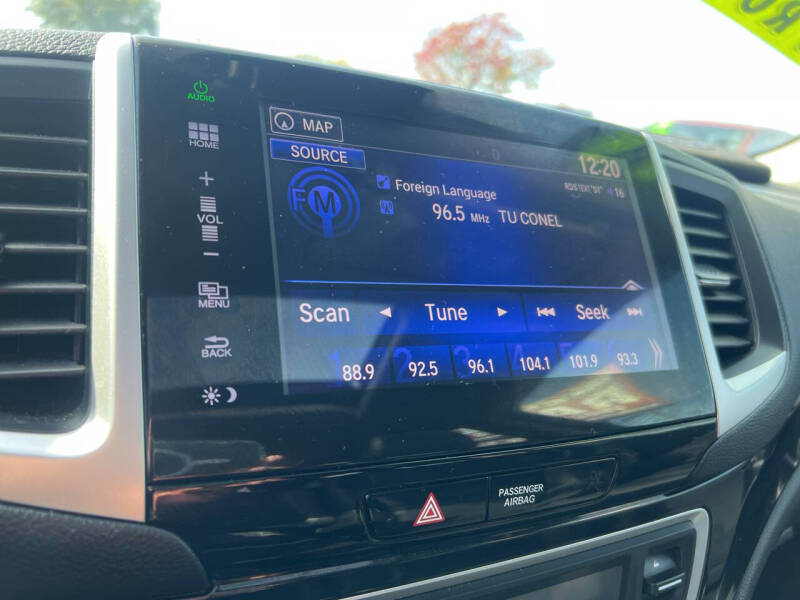 AUDIO
HOME
+
VOL
−
MENU
BACK
MAP
SOURCE
12:20
FM
Foreign Language
16
96.5 MHz TU CONEL
Scan ◄ Tune ► Seek
88.9 92.5 96.1 104.1 101.9 93.3
PASSENGER
AIRBAG